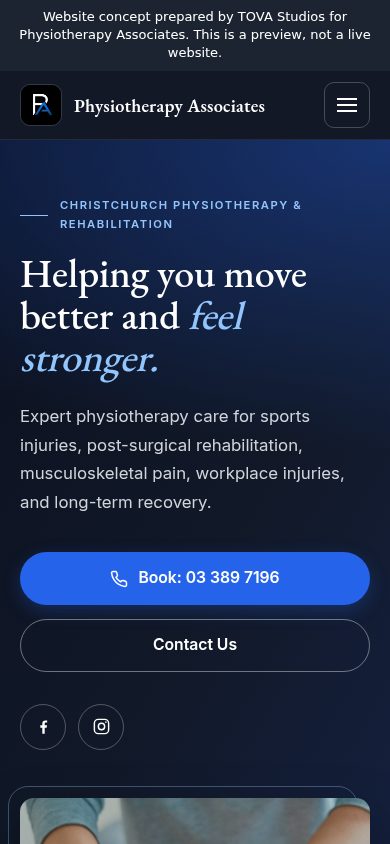 Website concept prepared by TOVA Studios for
Physiotherapy Associates. This is a preview, not a live
website.
PA
Physiotherapy Associates
CHRISTCHURCH PHYSIOTHERAPY &
REHABILITATION
Helping you move
better and feel
stronger.
Expert physiotherapy care for sports
injuries, post-surgical rehabilitation,
musculoskeletal pain, workplace injuries,
and long-term recovery.
Book: 03 389 7196
Contact Us